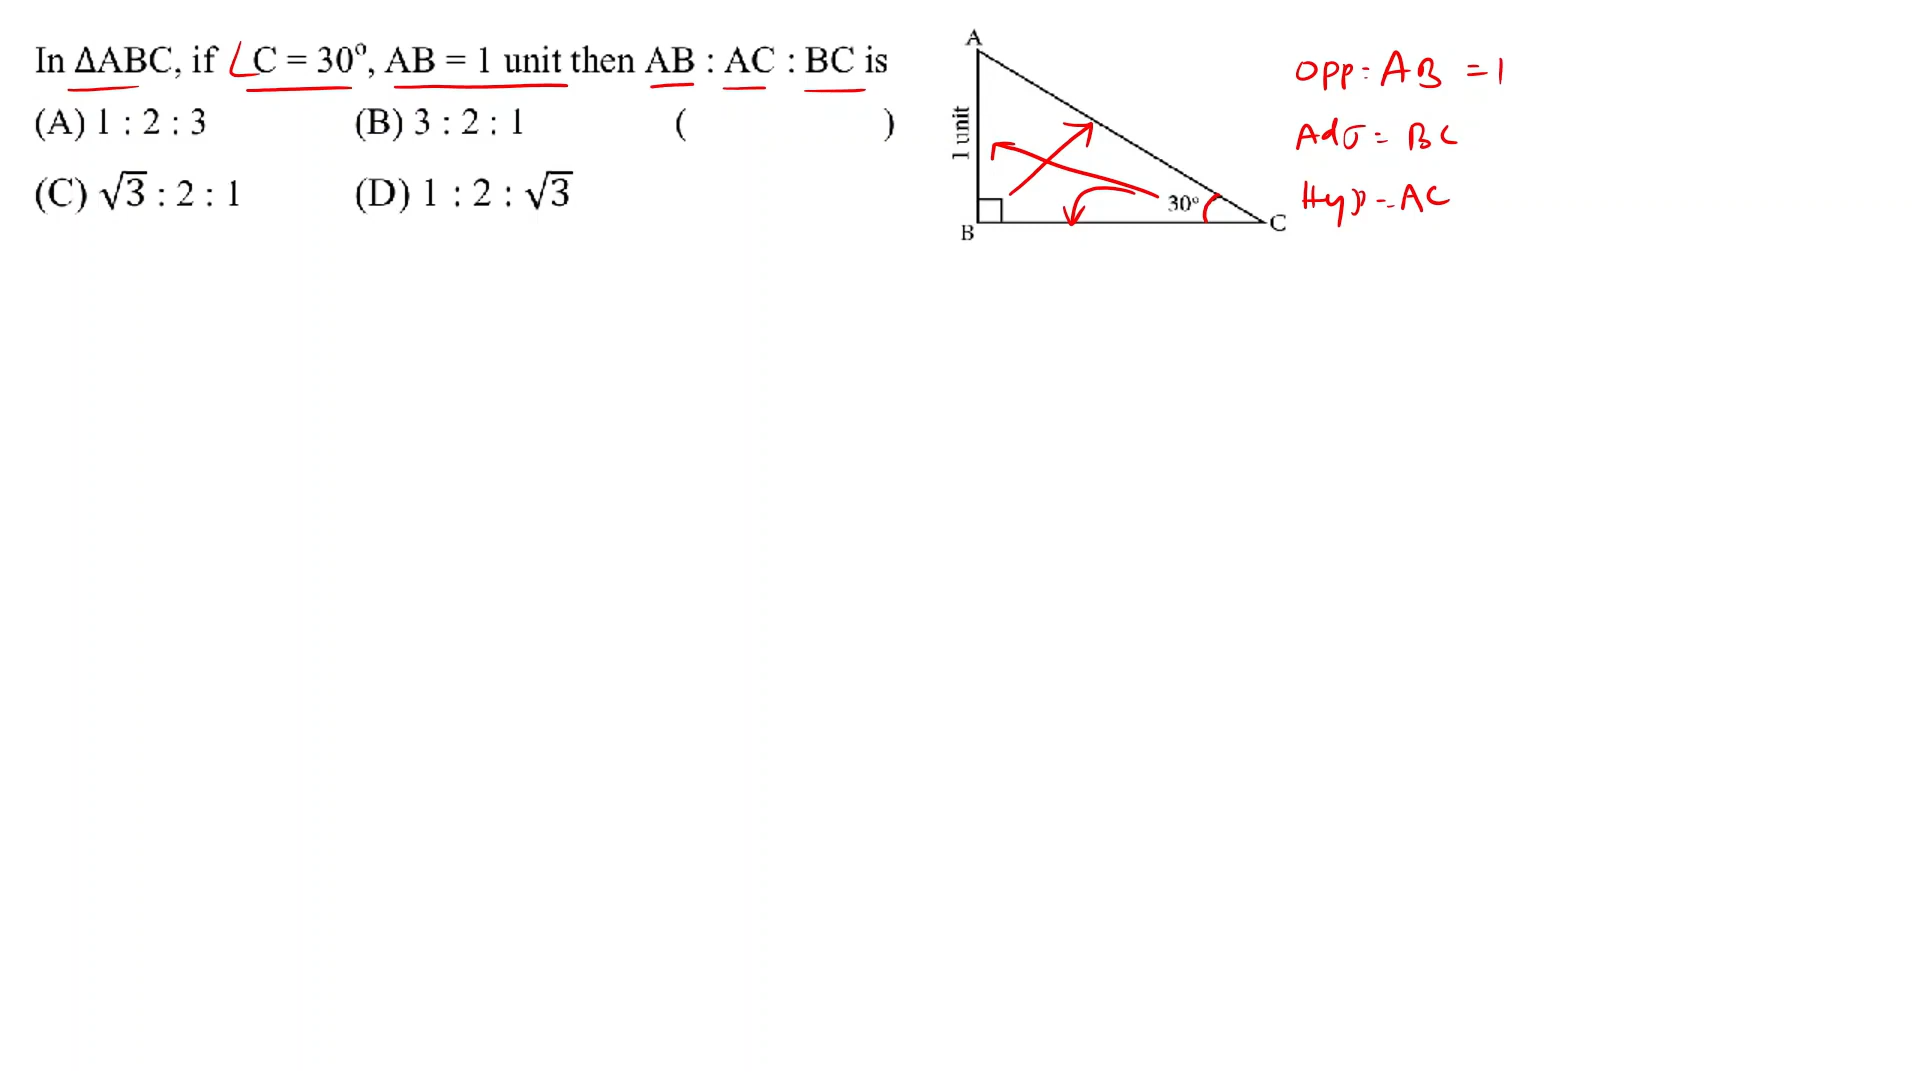 In ΔABC, if ∠C = 30°, AB = 1 unit then AB : AC : BC is
(A) 1 : 2 : 3 (B) 3 : 2 : 1 ( )
(C) √3 : 2 : 1 (D) 1 : 2 : √3
A
1 unit
B
30°
C
opp: AB = 1
Adj = BC
Hyp = AC